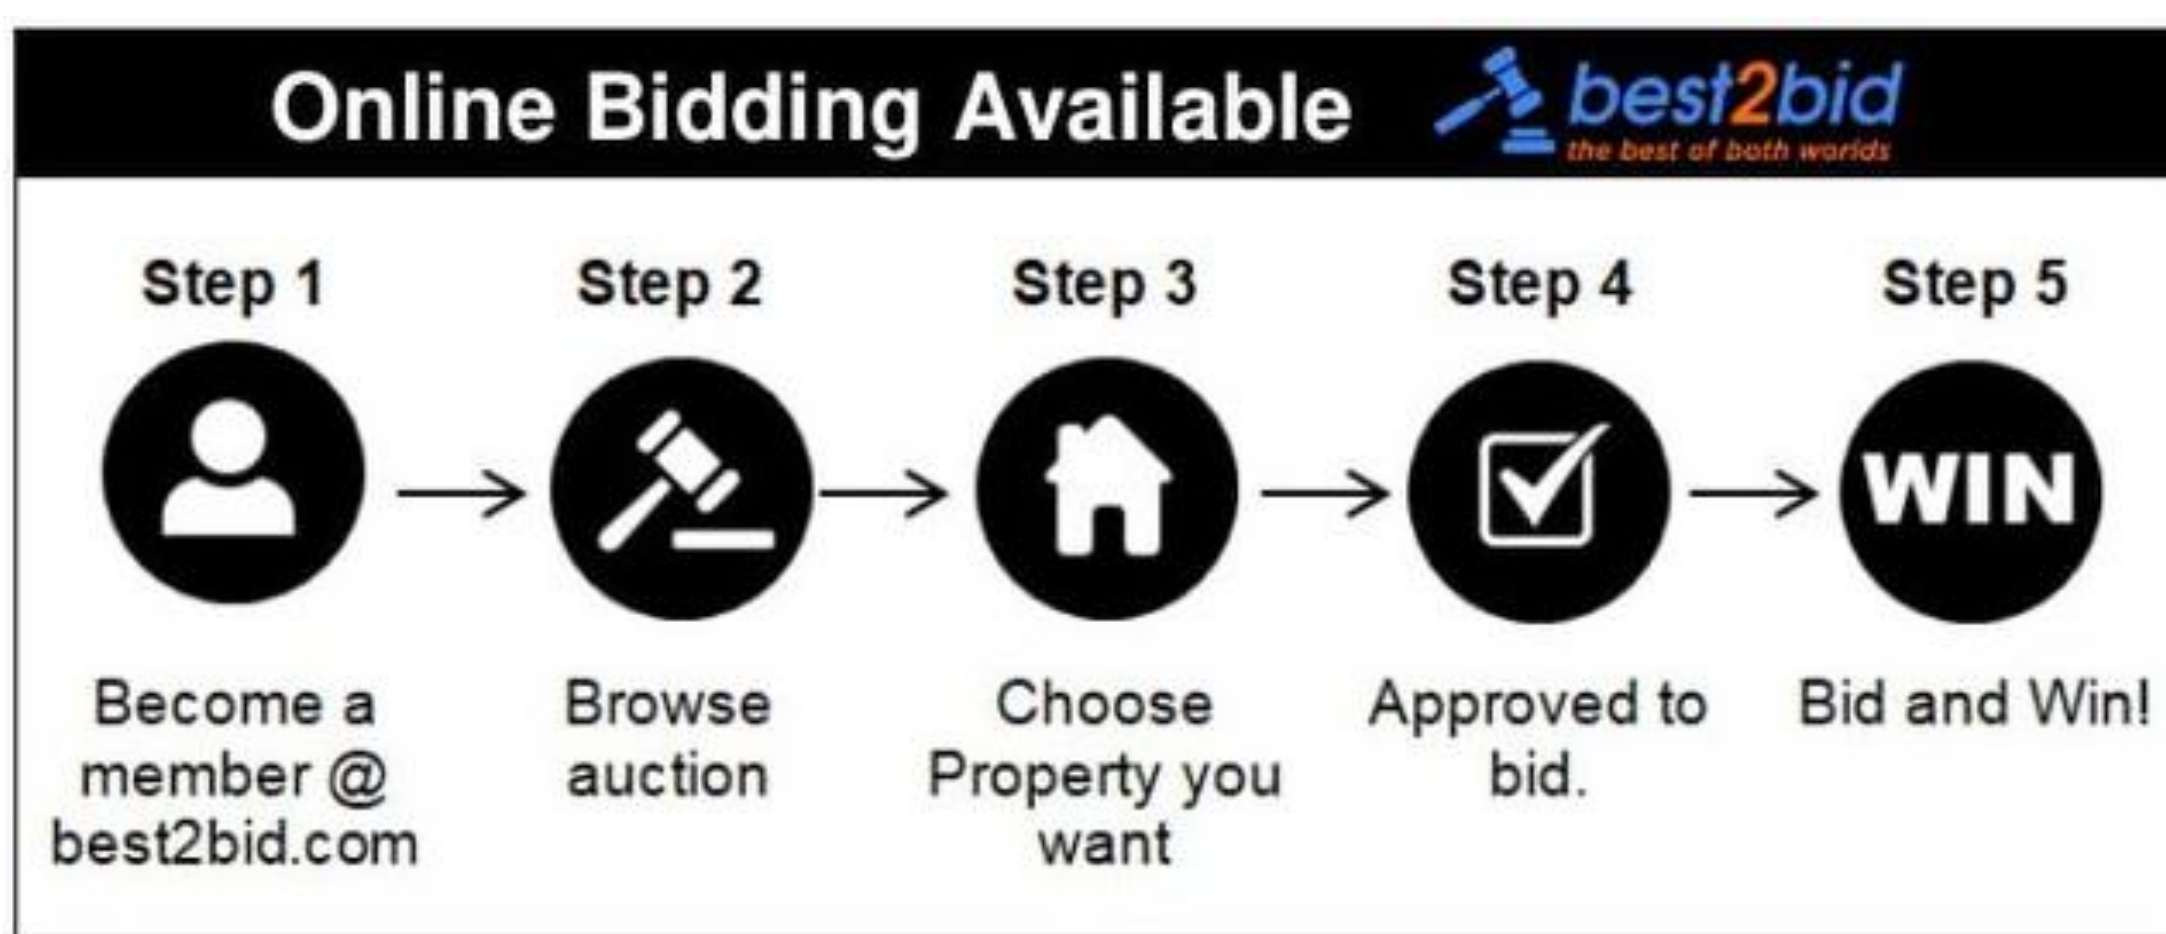 Online Bidding Available
best2bid
the best of both worlds
Step 1
Step 2
Step 3
Step 4
Step 5
WIN
Become a
member @
best2bid.com
Browse
auction
Choose
Property you
want
Approved to
bid.
Bid and Win!